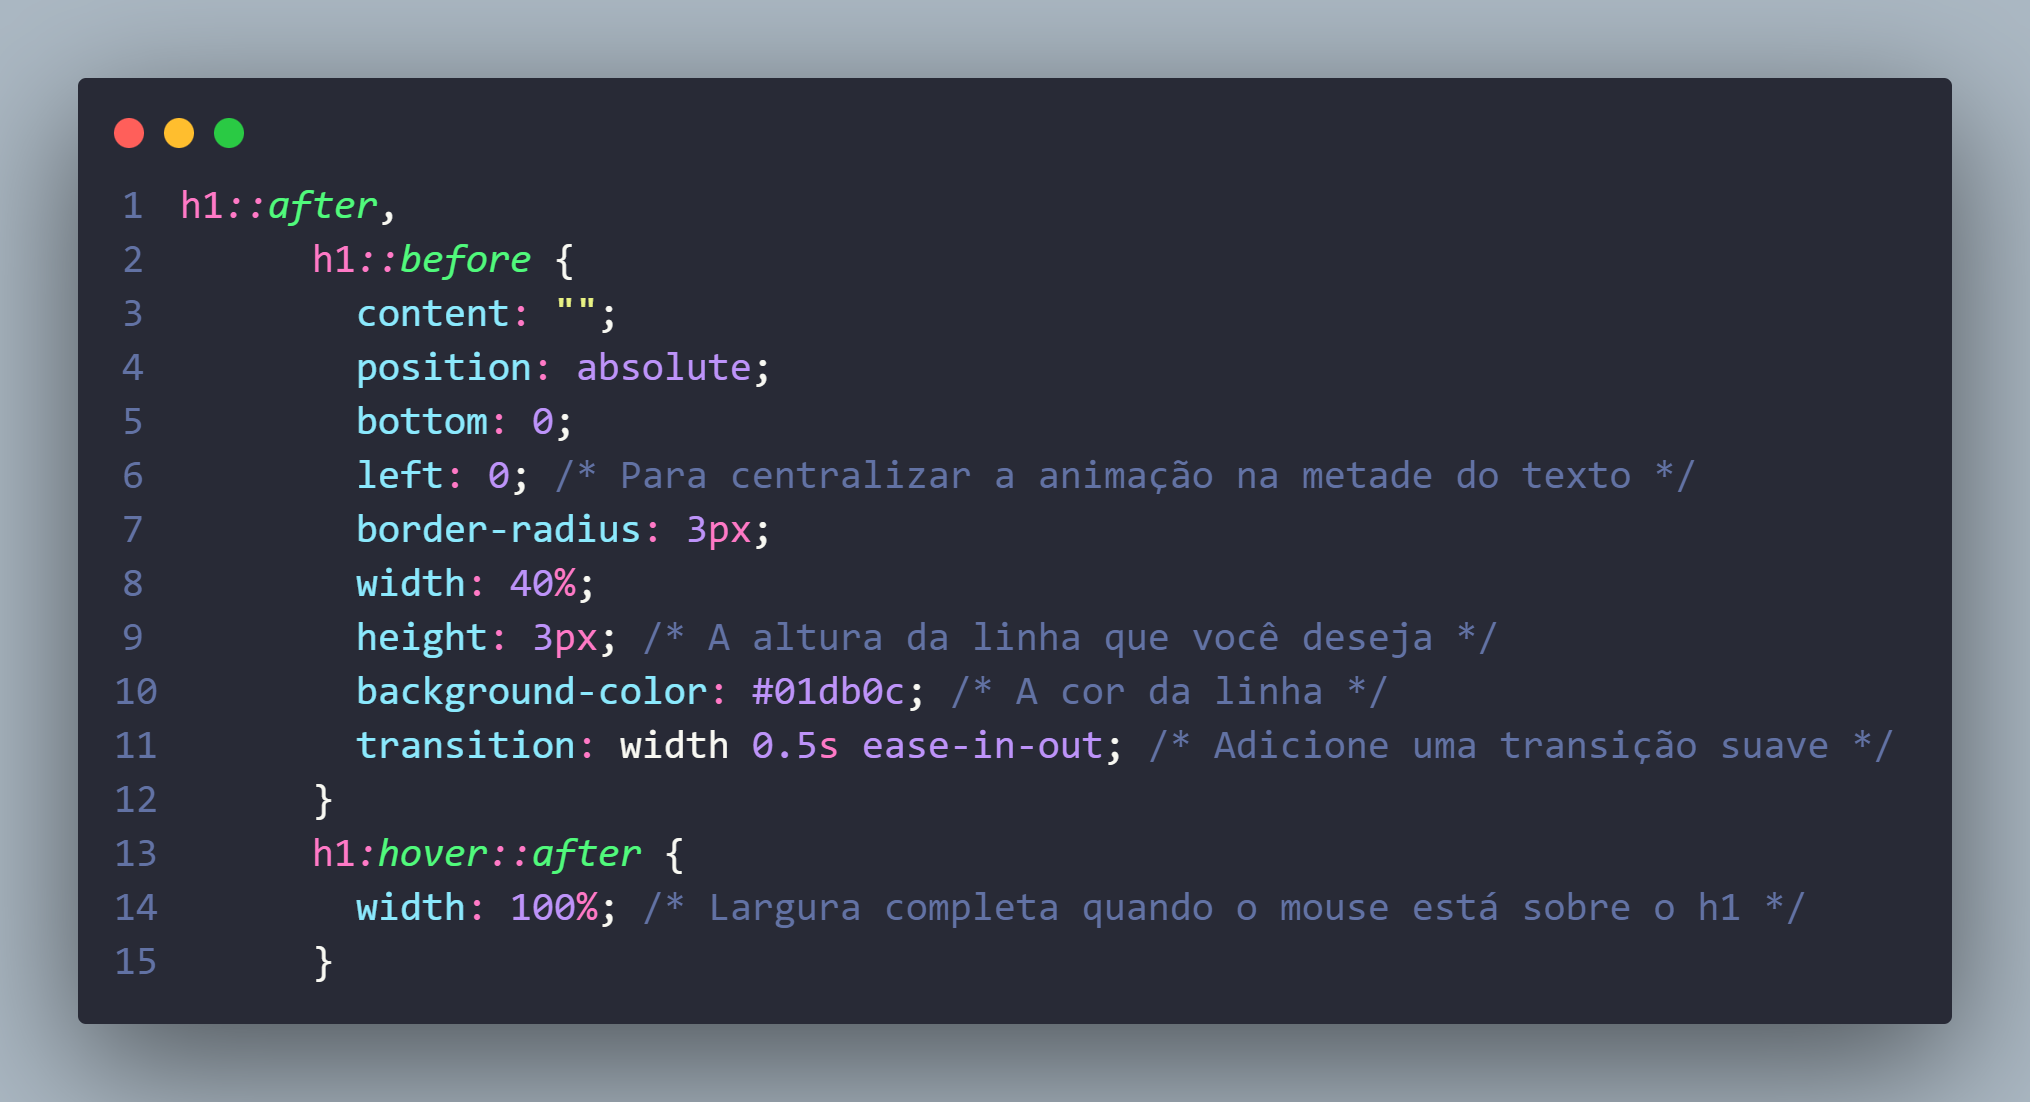 1 h1::after,
2       h1::before {
3         content: "";
4         position: absolute;
5         bottom: 0;
6         left: 0; /* Para centralizar a animação na metade do texto */
7         border-radius: 3px;
8         width: 40%;
9         height: 3px; /* A altura da linha que você deseja */
10         background-color: #01db0c; /* A cor da linha */
11         transition: width 0.5s ease-in-out; /* Adicione uma transição suave */
12       }
13       h1:hover::after {
14         width: 100%; /* Largura completa quando o mouse está sobre o h1 */
15       }